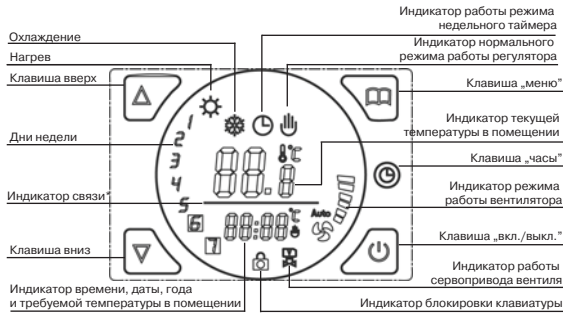 Индикатор работы режима
недельного таймера
Охлаждение
Индикатор нормального
режима работы регулятора
Нагрев
Клавиша вверх
Клавиша „меню"
Индикатор текущей
температуры в помещении
Дни недели
1
2
3
4
5
6
7
88.8
°C
Клавиша „часы"
Индикатор режима
работы вентилятора
Индикатор связи*
88:88
°C
Auto
Клавиша „вкл./выкл."
Клавиша вниз
Индикатор работы
сервопривода вентиля
Индикатор времени, даты, года
и требуемой температуры в помещении
Индикатор блокировки клавиатуры